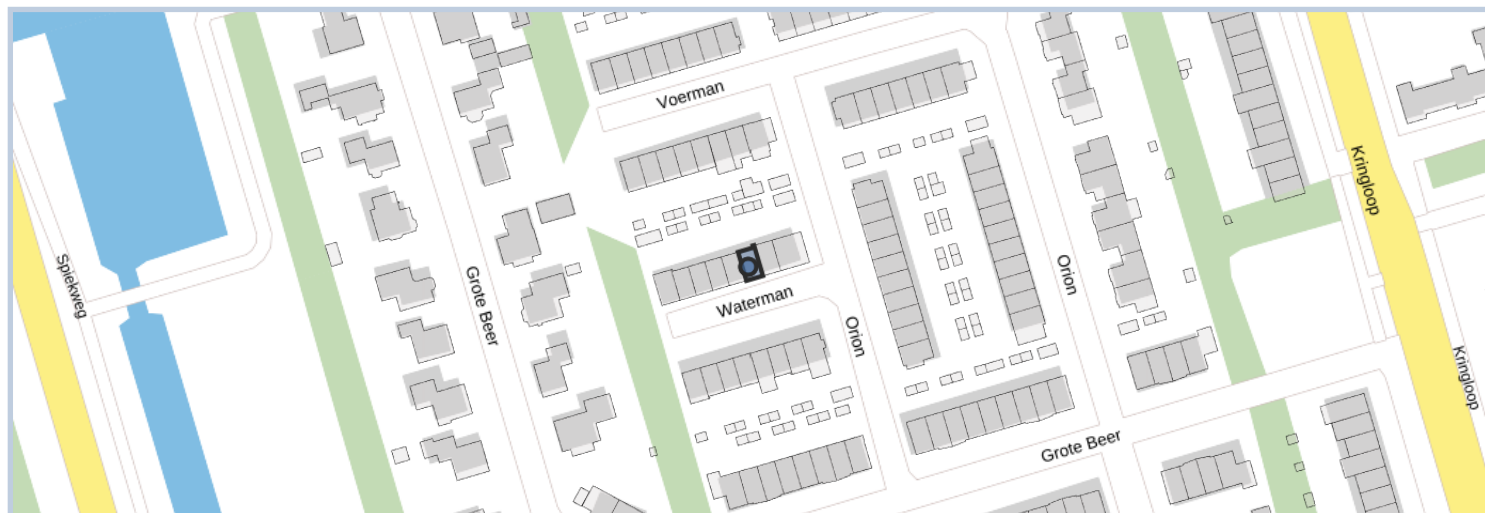 Voerman
Kringloop
Spiekweg
Grote Beer
Waterman
Orion
Orion
Kringloop
Grote Beer